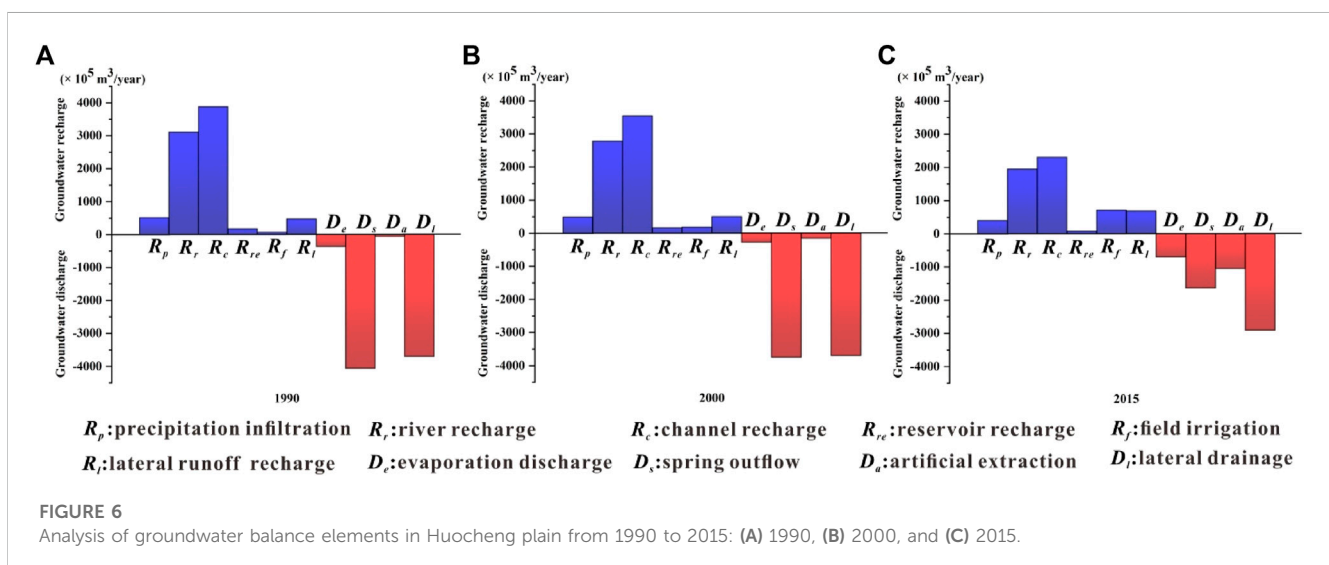 A
B
C
(× 10⁵ m³/year)
(× 10⁵ m³/year)
(× 10⁵ m³/year)
Groundwater recharge
Groundwater discharge
4000
3000
2000
1000
0
-1000
-2000
-3000
-4000
Rp Rr Rc Rre Rf Rl
De Ds Da Dl
1990
Groundwater recharge
Groundwater discharge
4000
3000
2000
1000
0
-1000
-2000
-3000
-4000
Rp Rr Rc Rre Rf Rl
De Ds Da Dl
2000
Groundwater recharge
Groundwater discharge
4000
3000
2000
1000
0
-1000
-2000
-3000
-4000
Rp Rr Rc Rre Rf Rl
De Ds Da Dl
2015
Rp:precipitation infiltration Rr:river recharge Rc:channel recharge Rre:reservoir recharge Rf:field irrigation
Rl:lateral runoff recharge De:evaporation discharge Ds:spring outflow Da:artificial extraction Dl:lateral drainage
FIGURE 6
Analysis of groundwater balance elements in Huocheng plain from 1990 to 2015: (A) 1990, (B) 2000, and (C) 2015.